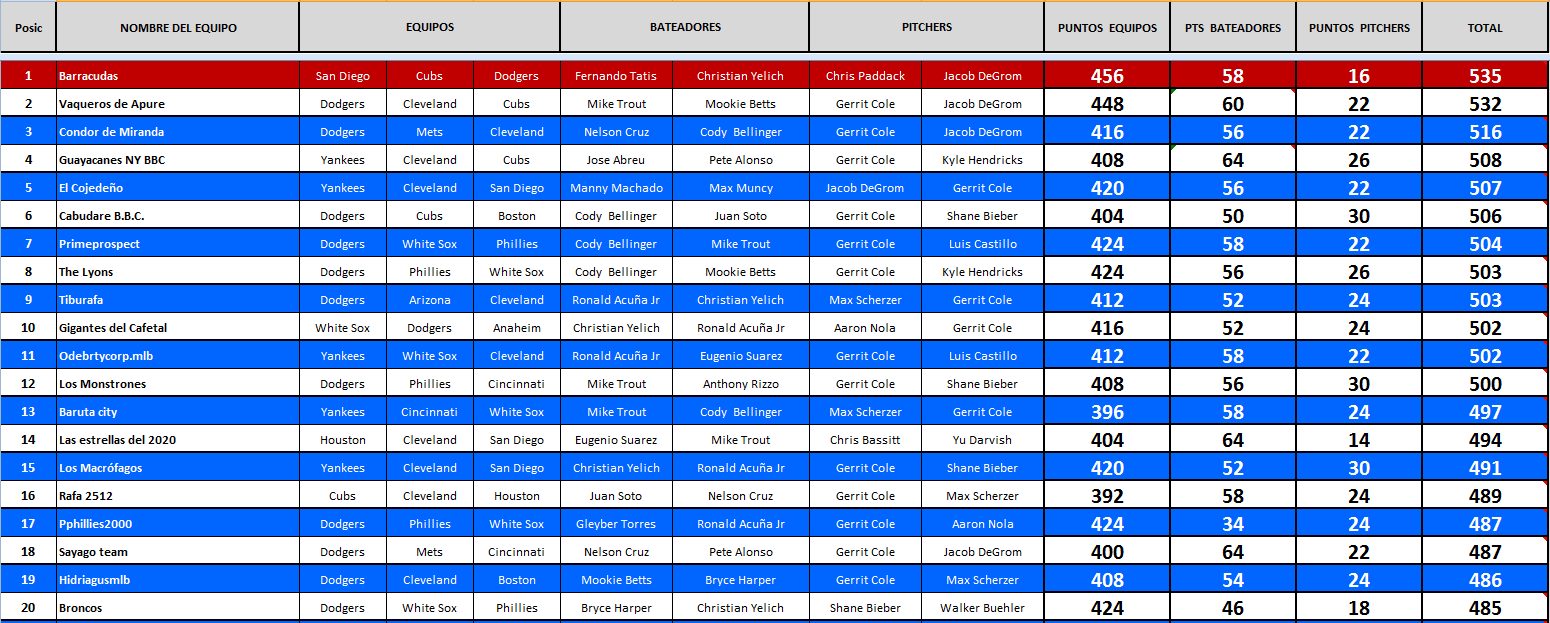 Posic NOMBRE DEL EQUIPO EQUIPOS BATEADORES PITCHERS PUNTOS EQUIPOS PTS BATEADORES PUNTOS PITCHERS TOTAL
1 Barracudas San Diego Cubs Dodgers Fernando Tatis Christian Yelich Chris Paddack Jacob DeGrom 456 58 16 535
2 Vaqueros de Apure Dodgers Cleveland Cubs Mike Trout Mookie Betts Gerrit Cole Jacob DeGrom 448 60 22 532
3 Condor de Miranda Dodgers Mets Cleveland Nelson Cruz Cody Bellinger Gerrit Cole Jacob DeGrom 416 56 22 516
4 Guayacanes NY BBC Yankees Cleveland Cubs Jose Abreu Pete Alonso Gerrit Cole Kyle Hendricks 408 64 26 508
5 El Cojedeño Yankees Cleveland San Diego Manny Machado Max Muncy Jacob DeGrom Gerrit Cole 420 56 22 507
6 Cabudare B.B.C. Dodgers Cubs Boston Cody Bellinger Juan Soto Gerrit Cole Shane Bieber 404 50 30 506
7 Primeprospect Dodgers White Sox Phillies Cody Bellinger Mike Trout Gerrit Cole Luis Castillo 424 58 22 504
8 The Lyons Dodgers Phillies White Sox Cody Bellinger Mookie Betts Gerrit Cole Kyle Hendricks 424 56 26 503
9 Tiburafa Dodgers Arizona Cleveland Ronald Acuña Jr Christian Yelich Max Scherzer Gerrit Cole 412 52 24 503
10 Gigantes del Cafetal White Sox Dodgers Anaheim Christian Yelich Ronald Acuña Jr Aaron Nola Gerrit Cole 416 52 24 502
11 Odebrtycorp.mlb Yankees White Sox Cleveland Ronald Acuña Jr Eugenio Suarez Gerrit Cole Luis Castillo 412 58 22 502
12 Los Monstrones Dodgers Phillies Cincinnati Mike Trout Anthony Rizzo Gerrit Cole Shane Bieber 408 56 30 500
13 Baruta city Yankees Cincinnati White Sox Mike Trout Cody Bellinger Max Scherzer Gerrit Cole 396 58 24 497
14 Las estrellas del 2020 Houston Cleveland San Diego Eugenio Suarez Mike Trout Chris Bassitt Yu Darvish 404 64 14 494
15 Los Macrófagos Yankees Cleveland San Diego Christian Yelich Ronald Acuña Jr Gerrit Cole Shane Bieber 420 52 30 491
16 Rafa 2512 Cubs Cleveland Houston Juan Soto Nelson Cruz Gerrit Cole Max Scherzer 392 58 24 489
17 Pphillies2000 Dodgers Phillies White Sox Gleyber Torres Ronald Acuña Jr Gerrit Cole Aaron Nola 424 34 24 487
18 Sayago team Dodgers Mets Cincinnati Nelson Cruz Pete Alonso Gerrit Cole Jacob DeGrom 400 64 22 487
19 Hidriagusmlb Dodgers Cleveland Boston Mookie Betts Bryce Harper Gerrit Cole Max Scherzer 408 54 24 486
20 Broncos Dodgers White Sox Phillies Bryce Harper Christian Yelich Shane Bieber Walker Buehler 424 46 18 485